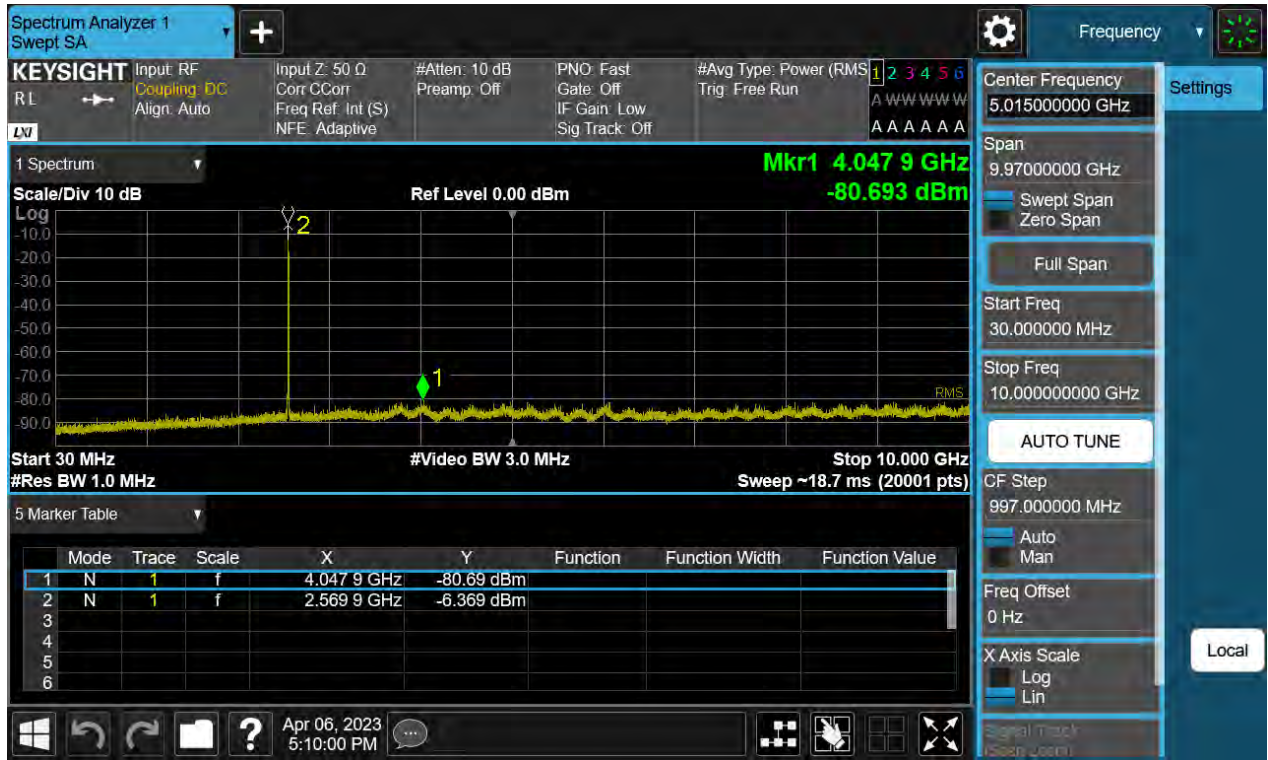 Spectrum Analyzer 1
Swept SA
+
Frequency
KEYSIGHT
RL
LXI
Input: RF
Coupling: DC
Align: Auto
Input Z: 50 Ω
Corr CCorr
Freq Ref: Int (S)
NFE: Adaptive
#Atten: 10 dB
Preamp: Off
PNO: Fast
Gate: Off
IF Gain: Low
Sig Track: Off
#Avg Type: Power (RMS
Trig: Free Run
1 2 3 4 5 6
A W W W W W
A A A A A A
Center Frequency
5.015000000 GHz
Settings
1 Spectrum
Mkr1 4.047 9 GHz
Scale/Div 10 dB
Ref Level 0.00 dBm
-80.693 dBm
Log
-10.0
-20.0
-30.0
-40.0
-50.0
-60.0
-70.0
-80.0
-90.0
2
1
RMS
Start 30 MHz
#Video BW 3.0 MHz
Stop 10.000 GHz
#Res BW 1.0 MHz
Sweep ~18.7 ms (20001 pts)
Span
9.97000000 GHz
Swept Span
Zero Span
Full Span
Start Freq
30.000000 MHz
Stop Freq
10.000000000 GHz
AUTO TUNE
CF Step
997.000000 MHz
Auto
Man
Freq Offset
0 Hz
X Axis Scale
Log
Lin
Signal Track
(Span Zoom)
Local
5 Marker Table
Mode Trace Scale X Y Function Function Width Function Value
1 N 1 f 4.047 9 GHz -80.69 dBm
2 N 1 f 2.569 9 GHz -6.369 dBm
3
4
5
6
?
Apr 06, 2023
5:10:00 PM